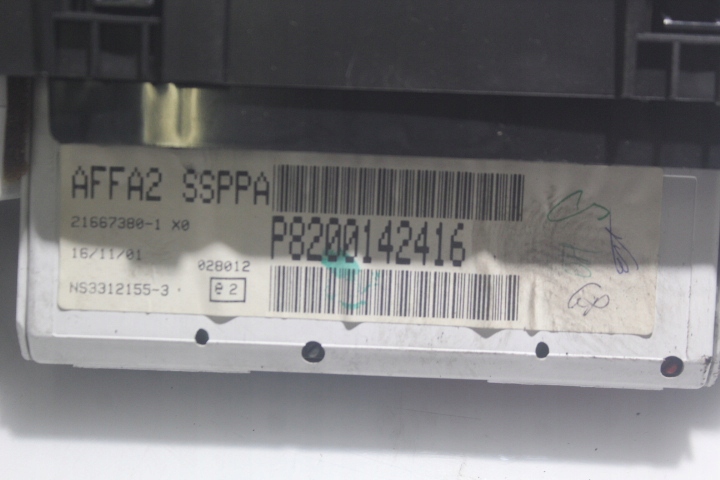 AFFA2 SSPPA
21667380-1 X0
P8200142416
16/11/01
028012
NS3312155-3
e2